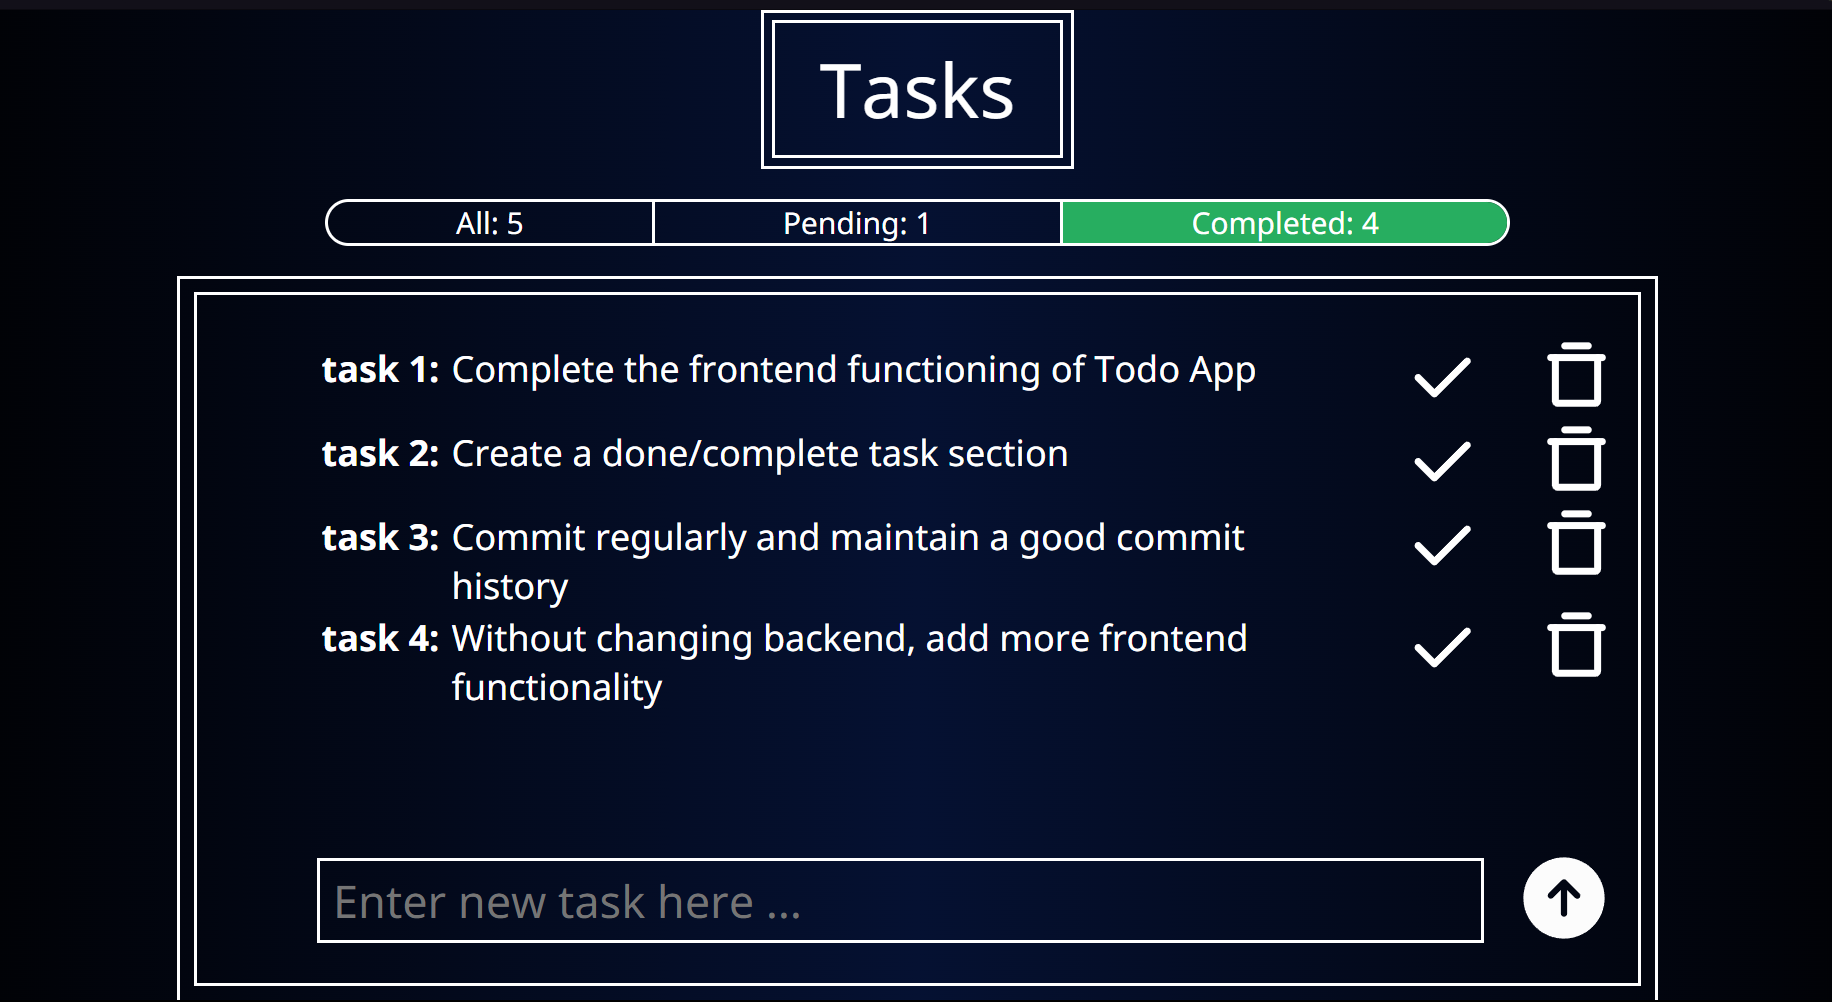 Tasks
All: 5
Pending: 1
Completed: 4
task 1: Complete the frontend functioning of Todo App
task 2: Create a done/complete task section
task 3: Commit regularly and maintain a good commit
history
task 4: Without changing backend, add more frontend
functionality
Enter new task here ...